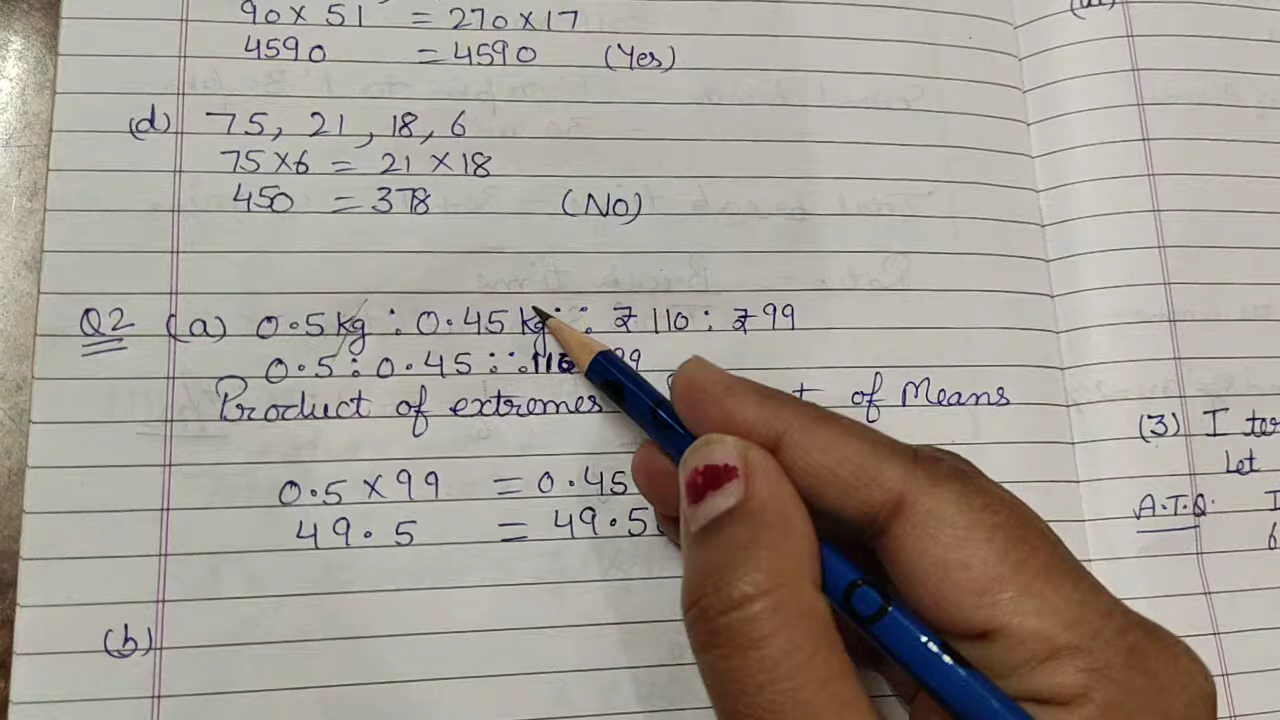 90 × 51 = 270 × 17
4590 = 4590 (Yes)
(d) 75, 21, 18, 6
75 × 6 = 21 × 18
450 = 378 (No)
Q2 (a) 0.5 kg : 0.45 kg :: ₹ 110 : ₹ 99
0.5 : 0.45 :: 110 99
Product of extremes of Means
0.5 × 99 = 0.45
49.5 = 49.5
(b)
(3) I
Let
A.T.Q.